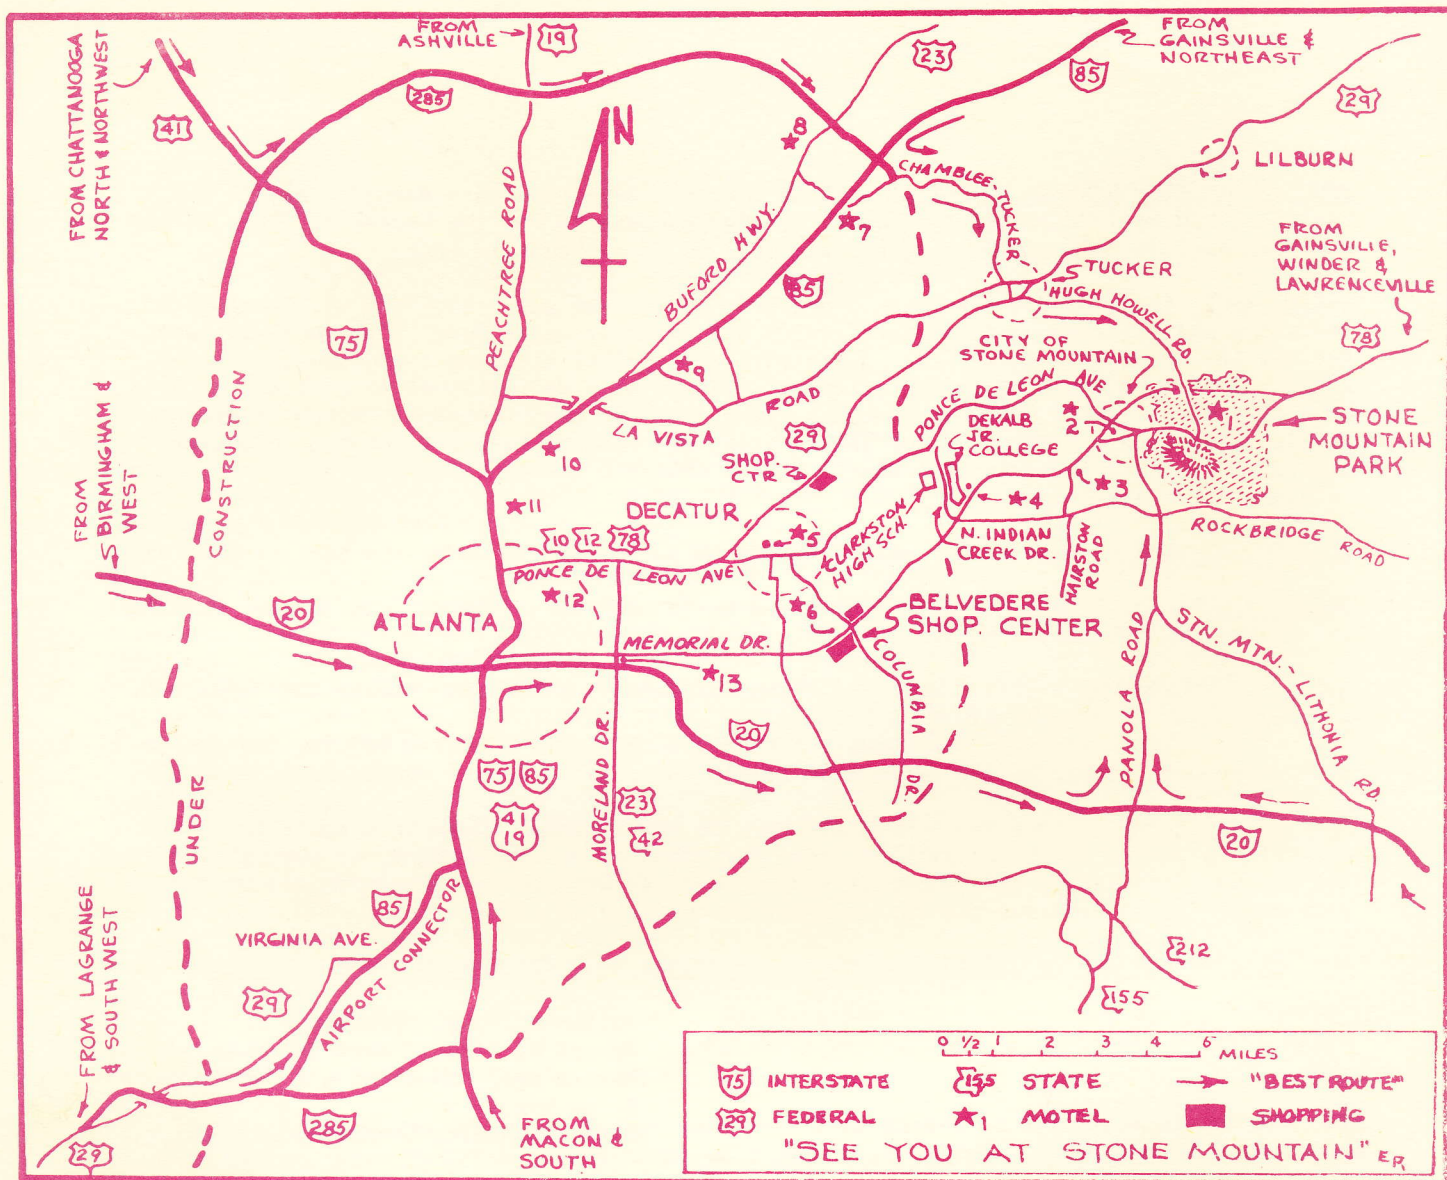 FROM
ASHVILLE
19
FROM
GAINSVILLE &
NORTHEAST
FROM CHATTANOOGA
NORTH & NORTHWEST
41
285
23
85
29
N
8
CHAMBLEE-TUCKER
LILBURN
7
PEACHTREE ROAD
BUFORD HWY.
85
TUCKER
HUGH HOWELL RD.
FROM
GAINSVILLE,
WINDER &
LAWRENCEVILLE
78
75
CONSTRUCTION
9
CITY OF
STONE MOUNTAIN
PONCE DE LEON AVE
LA VISTA
ROAD
29
2
1
DEKALB
JR.
COLLEGE
STONE
MOUNTAIN
PARK
10
SHOP.
CTR
11
DECATUR
4
3
FROM
BIRMINGHAM &
WEST
10 12 78
5
CLARKSTON
HIGH SCH.
N. INDIAN
CREEK DR.
HAIRSTON
ROAD
ROCKBRIDGE ROAD
PONCE DE LEON AVE
12
6
20
ATLANTA
BELVEDERE
SHOP. CENTER
MEMORIAL DR.
13
COLUMBIA DR.
PANOLA ROAD
STN. MTN.-LITHONIA RD.
20
75 85
41
19
MORELAND DR.
23
42
UNDER
20
85
VIRGINIA AVE.
AIRPORT CONNECTOR
29
FROM LAGRANGE
& SOUTH WEST
212
155
285
29
FROM
MACON &
SOUTH
0 1/2 1 2 3 4 5 MILES
75 INTERSTATE 155 STATE "BEST ROUTE"
29 FEDERAL 1 MOTEL SHOPPING
"SEE YOU AT STONE MOUNTAIN" ER